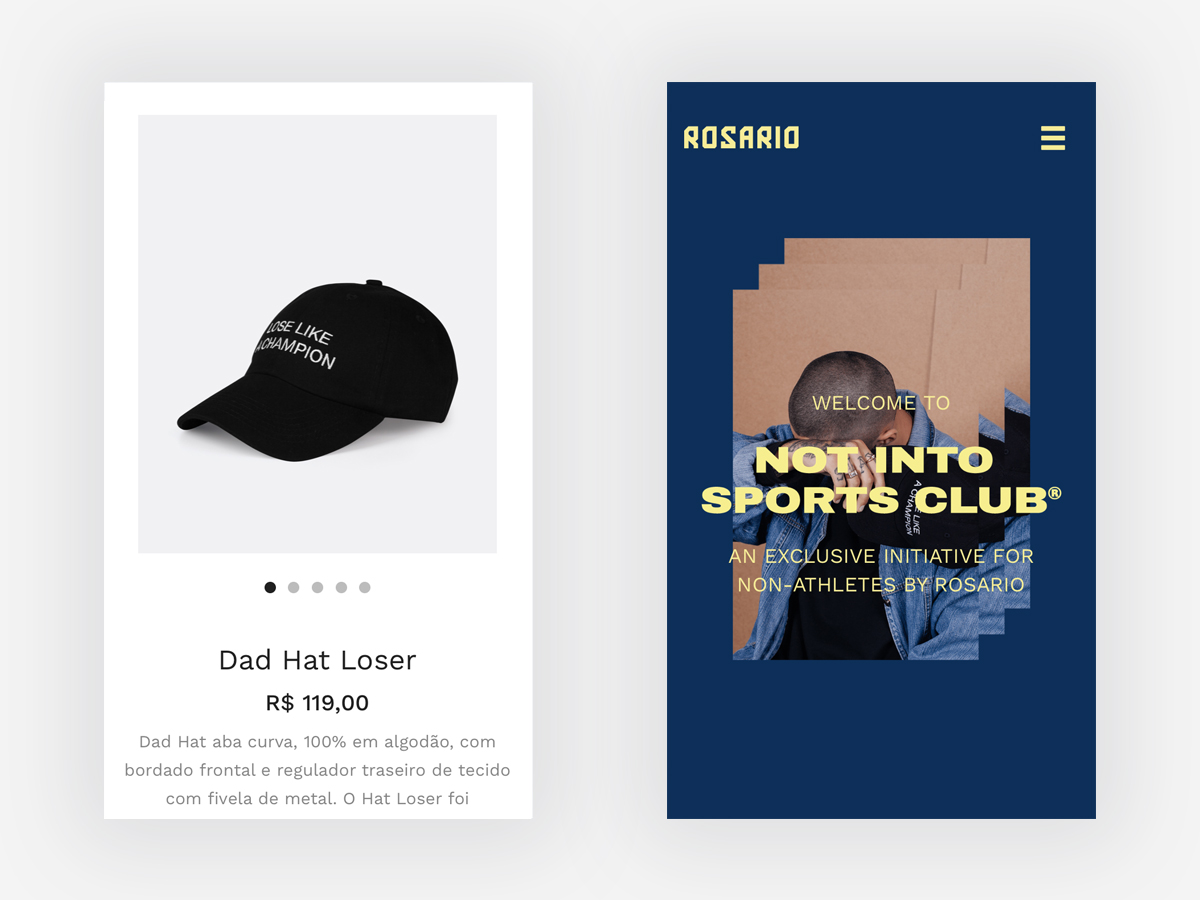 LOSE LIKE
A CHAMPION
Dad Hat Loser
R$ 119,00
Dad Hat aba curva, 100% em algodão, com
bordado frontal e regulador traseiro de tecido
com fivela de metal. O Hat Loser foi
ROSARIO
WELCOME TO
NOT INTO
SPORTS CLUB®
AN EXCLUSIVE INITIATIVE FOR
NON-ATHLETES BY ROSARIO
LIKE
A CHAMPION